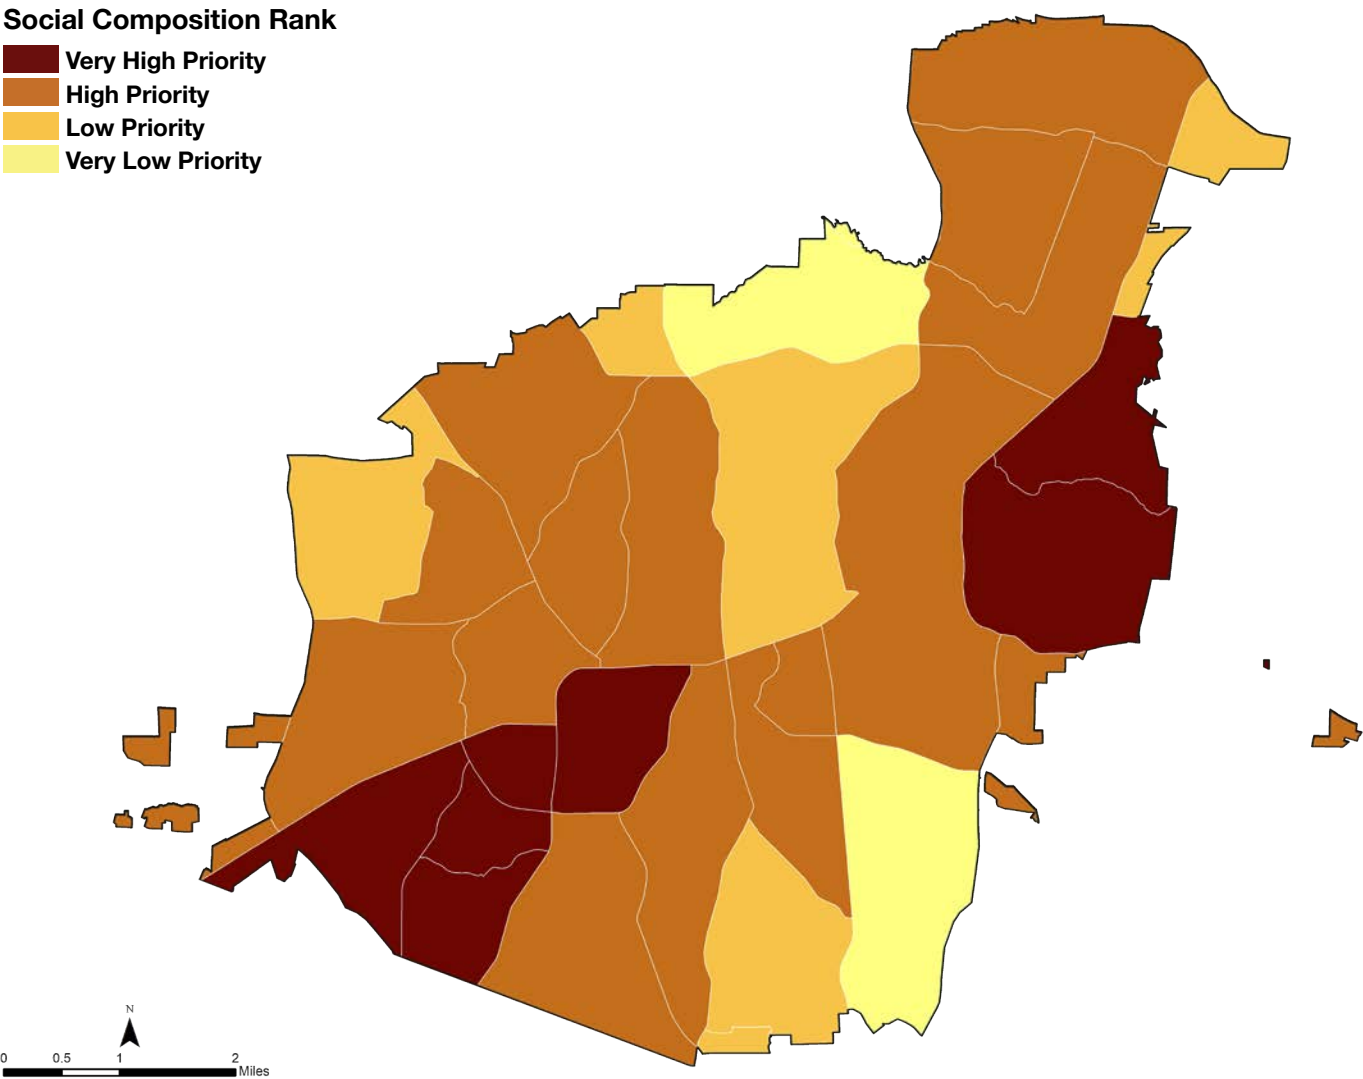 Social Composition Rank
Very High Priority
High Priority
Low Priority
Very Low Priority
N
0 0.5 1 2
Miles